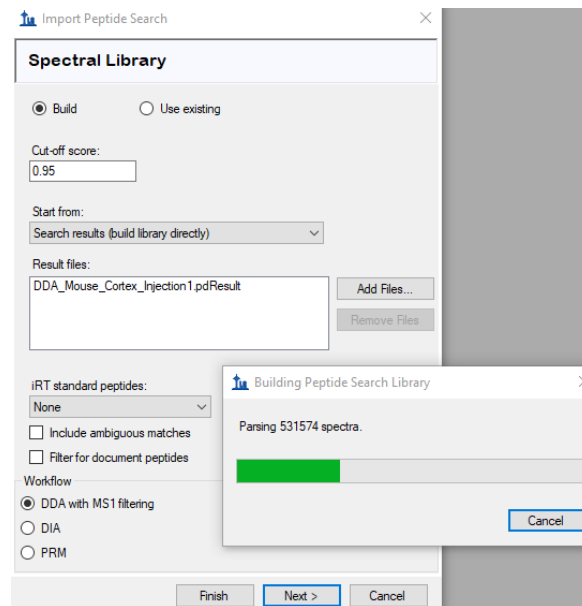 Import Peptide Search
Spectral Library
Build
Use existing
Cut-off score:
0.95
Start from:
Search results (build library directly)
Result files:
DDA_Mouse_Cortex_Injection1.pdResult
Add Files...
Remove Files
iRT standard peptides:
None
Include ambiguous matches
Filter for document peptides
Workflow
DDA with MS1 filtering
DIA
PRM
Building Peptide Search Library
Parsing 531574 spectra.
Cancel
Finish
Next >
Cancel